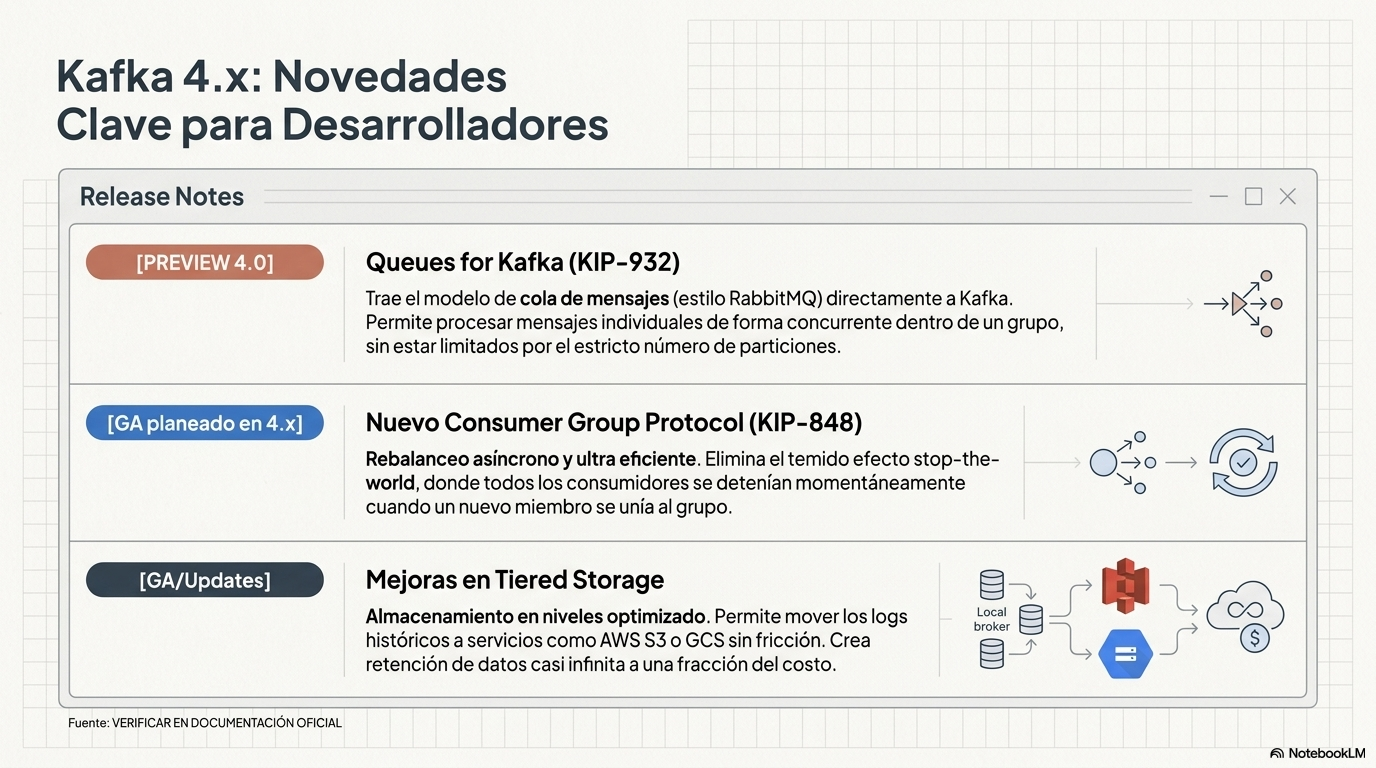 Kafka 4.x: Novedades
Clave para Desarrolladores
Release Notes
[PREVIEW 4.0]
Queues for Kafka (KIP-932)
Trae el modelo de cola de mensajes (estilo RabbitMQ) directamente a Kafka.
Permite procesar mensajes individuales de forma concurrente dentro de un grupo,
sin estar limitados por el estricto número de particiones.
[GA planeado en 4.x]
Nuevo Consumer Group Protocol (KIP-848)
Rebalanceo asíncrono y ultra eficiente. Elimina el temido efecto stop-the-
world, donde todos los consumidores se detenían momentáneamente
cuando un nuevo miembro se unía al grupo.
[GA/Updates]
Mejoras en Tiered Storage
Almacenamiento en niveles optimizado. Permite mover los logs
históricos a servicios como AWS S3 o GCS sin fricción. Crea
retención de datos casi infinita a una fracción del costo.
Local
broker
$
Fuente: VERIFICAR EN DOCUMENTACIÓN OFICIAL
NotebookLM